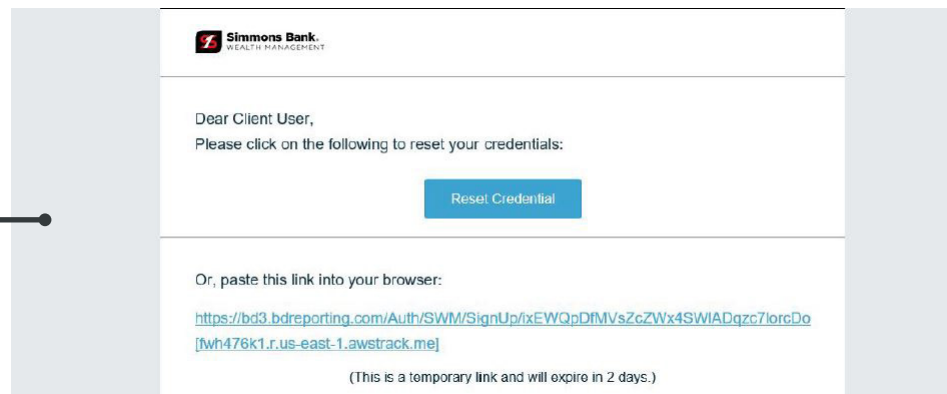 Simmons Bank.
WEALTH MANAGEMENT
Dear Client User,
Please click on the following to reset your credentials:
Reset Credential
Or, paste this link into your browser:
https://bd3.bdreporting.com/Auth/SWM/SignUp/ixEWQpDfMVsZcZWx4SWlADqzc7lorcDo
[fwh476k1.r.us-east-1.awstrack.me]
(This is a temporary link and will expire in 2 days.)